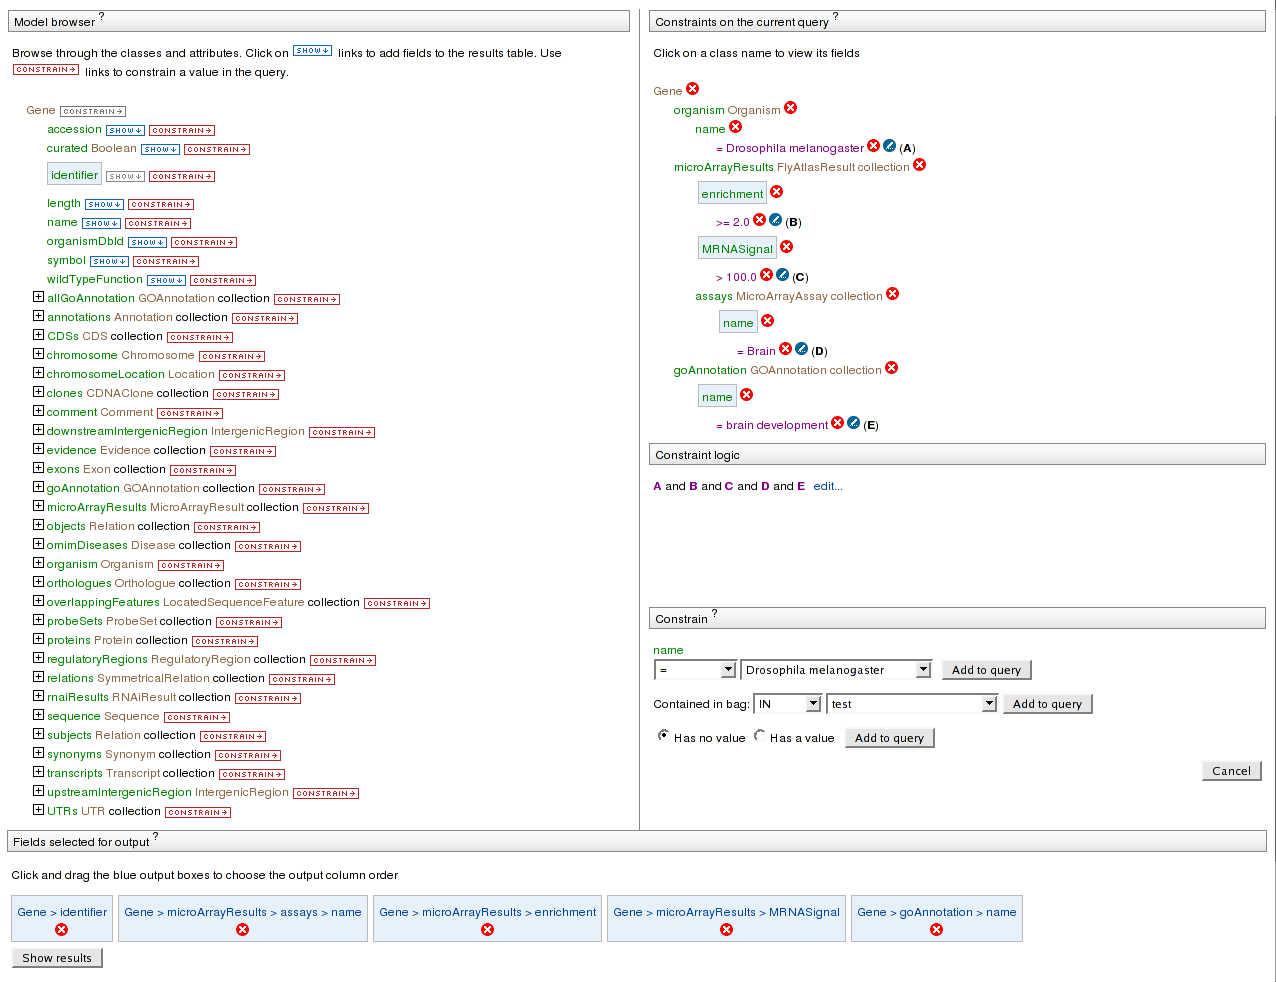 Model browser ?
Browse through the classes and attributes. Click on SHOW↓ links to add fields to the results table. Use
CONSTRAIN→ links to constrain a value in the query.
Gene CONSTRAIN→
accession SHOW↓ CONSTRAIN→
curated Boolean SHOW↓ CONSTRAIN→
identifier SHOW↓ CONSTRAIN→
length SHOW↓ CONSTRAIN→
name SHOW↓ CONSTRAIN→
organismDbId SHOW↓ CONSTRAIN→
symbol SHOW↓ CONSTRAIN→
wildTypeFunction SHOW↓ CONSTRAIN→
allGoAnnotation GOAnnotation collection CONSTRAIN→
annotations Annotation collection CONSTRAIN→
CDSs CDS collection CONSTRAIN→
chromosome Chromosome CONSTRAIN→
chromosomeLocation Location CONSTRAIN→
clones CDNAClone collection CONSTRAIN→
comment Comment CONSTRAIN→
downstreamIntergenicRegion IntergenicRegion CONSTRAIN→
evidence Evidence collection CONSTRAIN→
exons Exon collection CONSTRAIN→
goAnnotation GOAnnotation collection CONSTRAIN→
microArrayResults MicroArrayResult collection CONSTRAIN→
objects Relation collection CONSTRAIN→
omimDiseases Disease collection CONSTRAIN→
organism Organism CONSTRAIN→
orthologues Orthologue collection CONSTRAIN→
overlappingFeatures LocatedSequenceFeature collection CONSTRAIN→
probeSets ProbeSet collection CONSTRAIN→
proteins Protein collection CONSTRAIN→
regulatoryRegions RegulatoryRegion collection CONSTRAIN→
relations SymmetricalRelation collection CONSTRAIN→
rnaiResults RNAiResult collection CONSTRAIN→
sequence Sequence CONSTRAIN→
subjects Relation collection CONSTRAIN→
synonyms Synonym collection CONSTRAIN→
transcripts Transcript collection CONSTRAIN→
upstreamIntergenicRegion IntergenicRegion CONSTRAIN→
UTRs UTR collection CONSTRAIN→
Constraints on the current query ?
Click on a class name to view its fields
Gene
organism Organism
name
= Drosophila melanogaster (A)
microArrayResults FlyAtlasResult collection
enrichment
>= 2.0 (B)
MRNASignal
> 100.0 (C)
assays MicroArrayAssay collection
name
= Brain (D)
goAnnotation GOAnnotation collection
name
= brain development (E)
Constraint logic
A and B and C and D and E edit...
Constrain ?
name
= Drosophila melanogaster Add to query
Contained in bag: IN test Add to query
Has no value Has a value Add to query
Cancel
Fields selected for output ?
Click and drag the blue output boxes to choose the output column order
Gene > identifier Gene > microArrayResults > assays > name Gene > microArrayResults > enrichment Gene > microArrayResults > MRNASignal Gene > goAnnotation > name
Show results